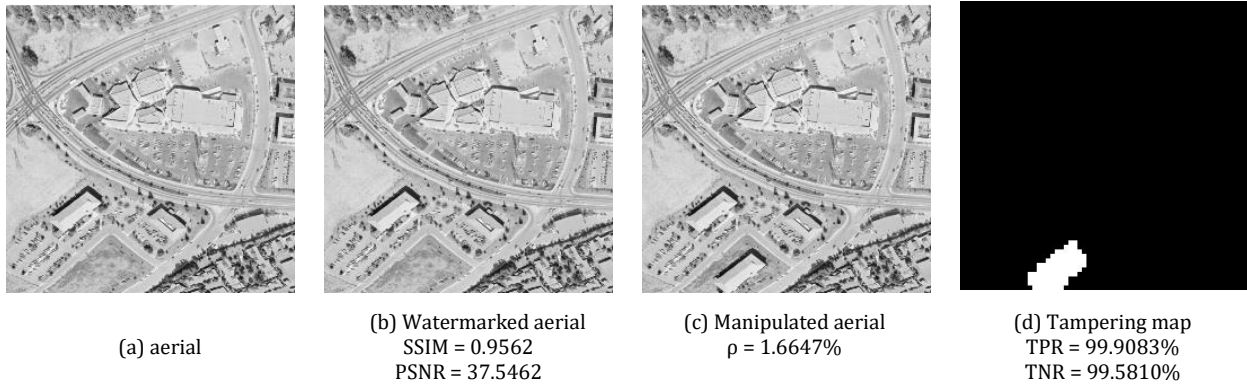 (a) aerial
(b) Watermarked aerial
SSIM = 0.9562
PSNR = 37.5462
(c) Manipulated aerial
ρ = 1.6647%
(d) Tampering map
TPR = 99.9083%
TNR = 99.5810%